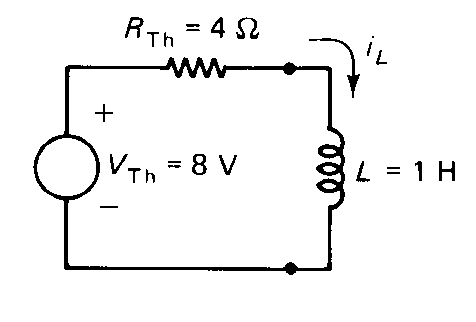 R_Th = 4 Ω
i_L
+
V_Th = 8 V
L = 1 H
−